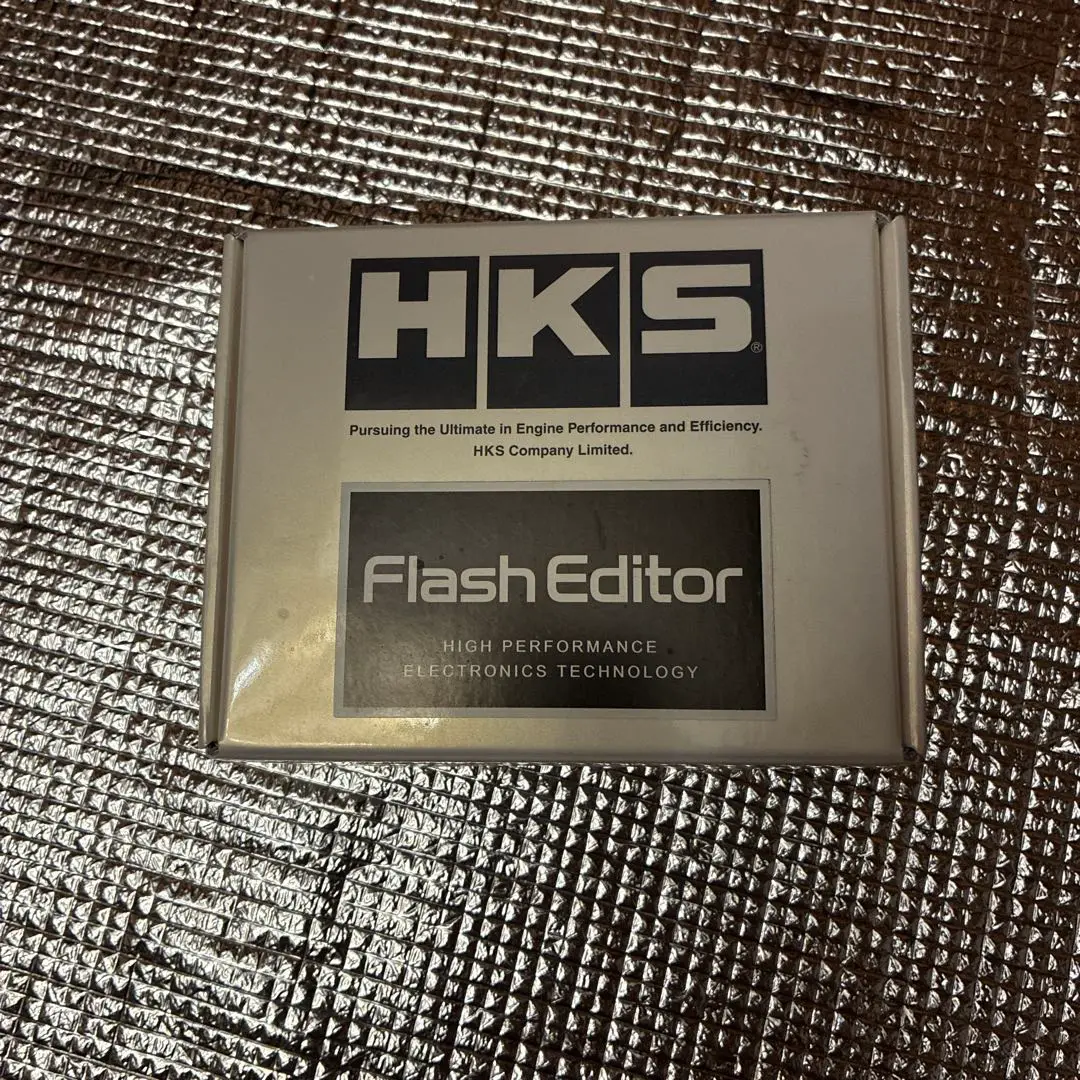 HKS®
Pursuing the Ultimate in Engine Performance and Efficiency.
HKS Company Limited.
Flash Editor
HIGH PERFORMANCE
ELECTRONICS TECHNOLOGY